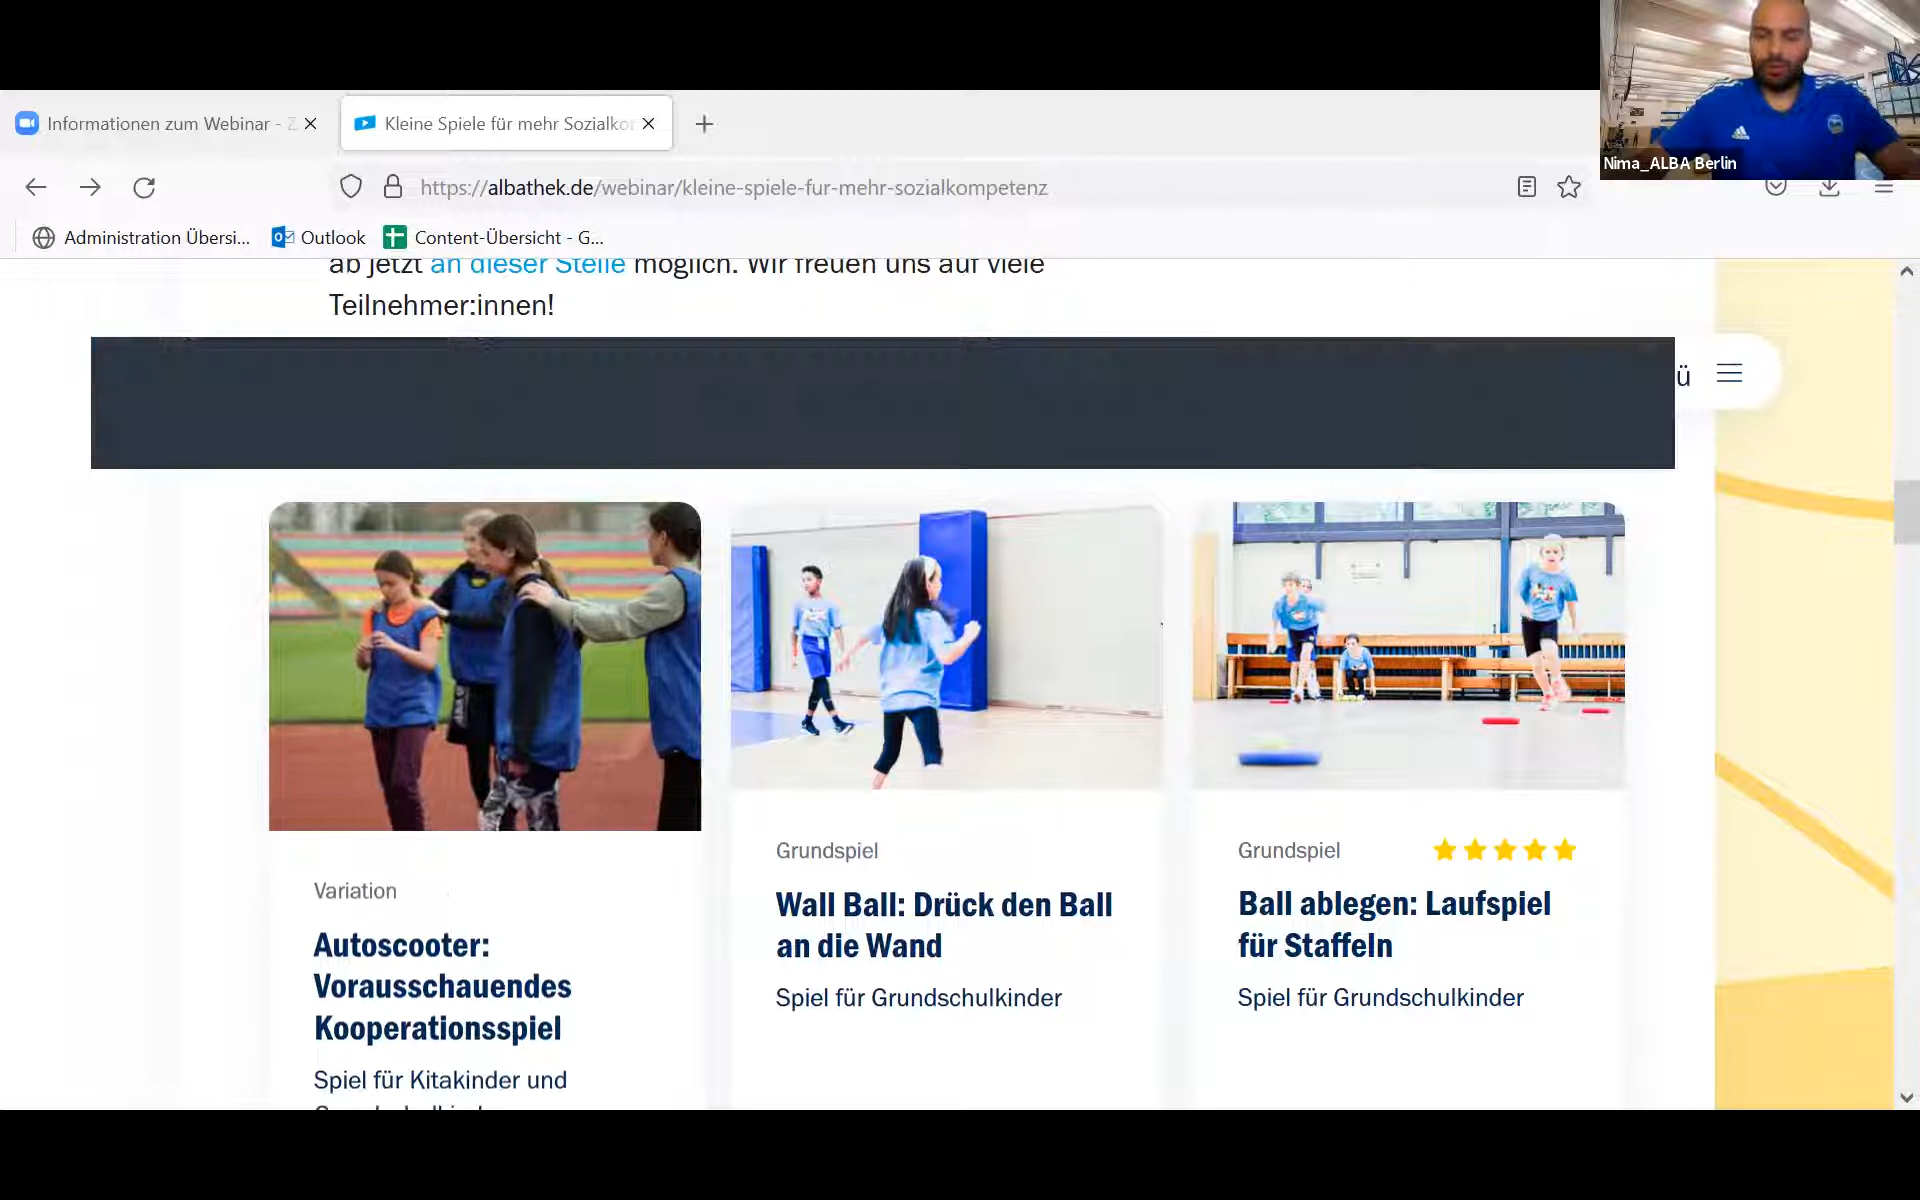 Informationen zum Webinar - Z
Kleine Spiele für mehr Sozialko
Nima_ALBA Berlin
https://albathek.de/webinar/kleine-spiele-fur-mehr-sozialkompetenz
Administration Übersi...
Outlook
Content-Übersicht - G...
ab jetzt an dieser Stelle möglich. Wir freuen uns auf viele
Teilnehmer:innen!
ü
Variation
Autoscooter:
Vorausschauendes
Kooperationsspiel
Spiel für Kitakinder und
Grundspiel
Wall Ball: Drück den Ball
an die Wand
Spiel für Grundschulkinder
Grundspiel
Ball ablegen: Laufspiel
für Staffeln
Spiel für Grundschulkinder